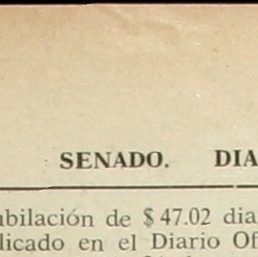 SENADO. DIA
ubilación de $ 47.02 dia
licado en el Diario Of